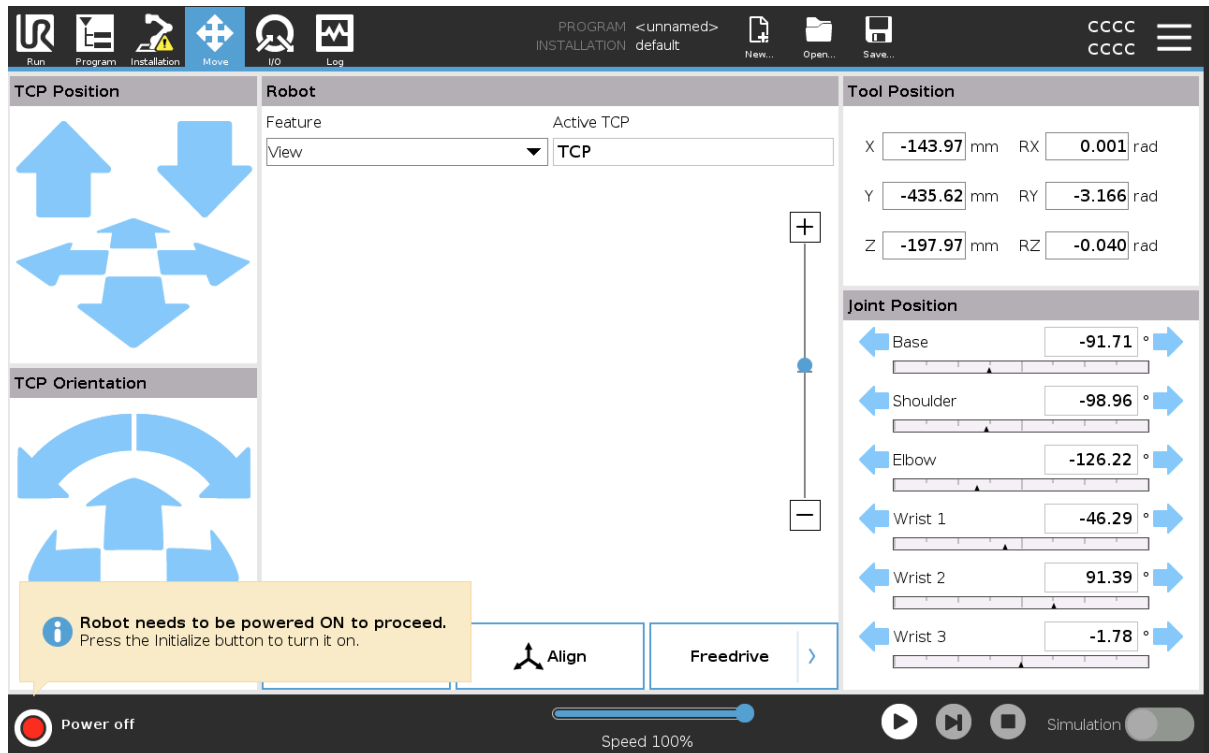 PROGRAM <unnamed>
INSTALLATION default
CCCC
CCCC
Run Program Installation Move I/O Log New... Open... Save...
TCP Position
Robot
Tool Position
Feature Active TCP
View TCP
X -143.97 mm RX 0.001 rad
Y -435.62 mm RY -3.166 rad
Z -197.97 mm RZ -0.040 rad
+
−
Joint Position
Base -91.71 °
Shoulder -98.96 °
Elbow -126.22 °
Wrist 1 -46.29 °
Wrist 2 91.39 °
Wrist 3 -1.78 °
TCP Orientation
Robot needs to be powered ON to proceed.
Press the Initialize button to turn it on.
Align Freedrive
Power off
Speed 100%
Simulation